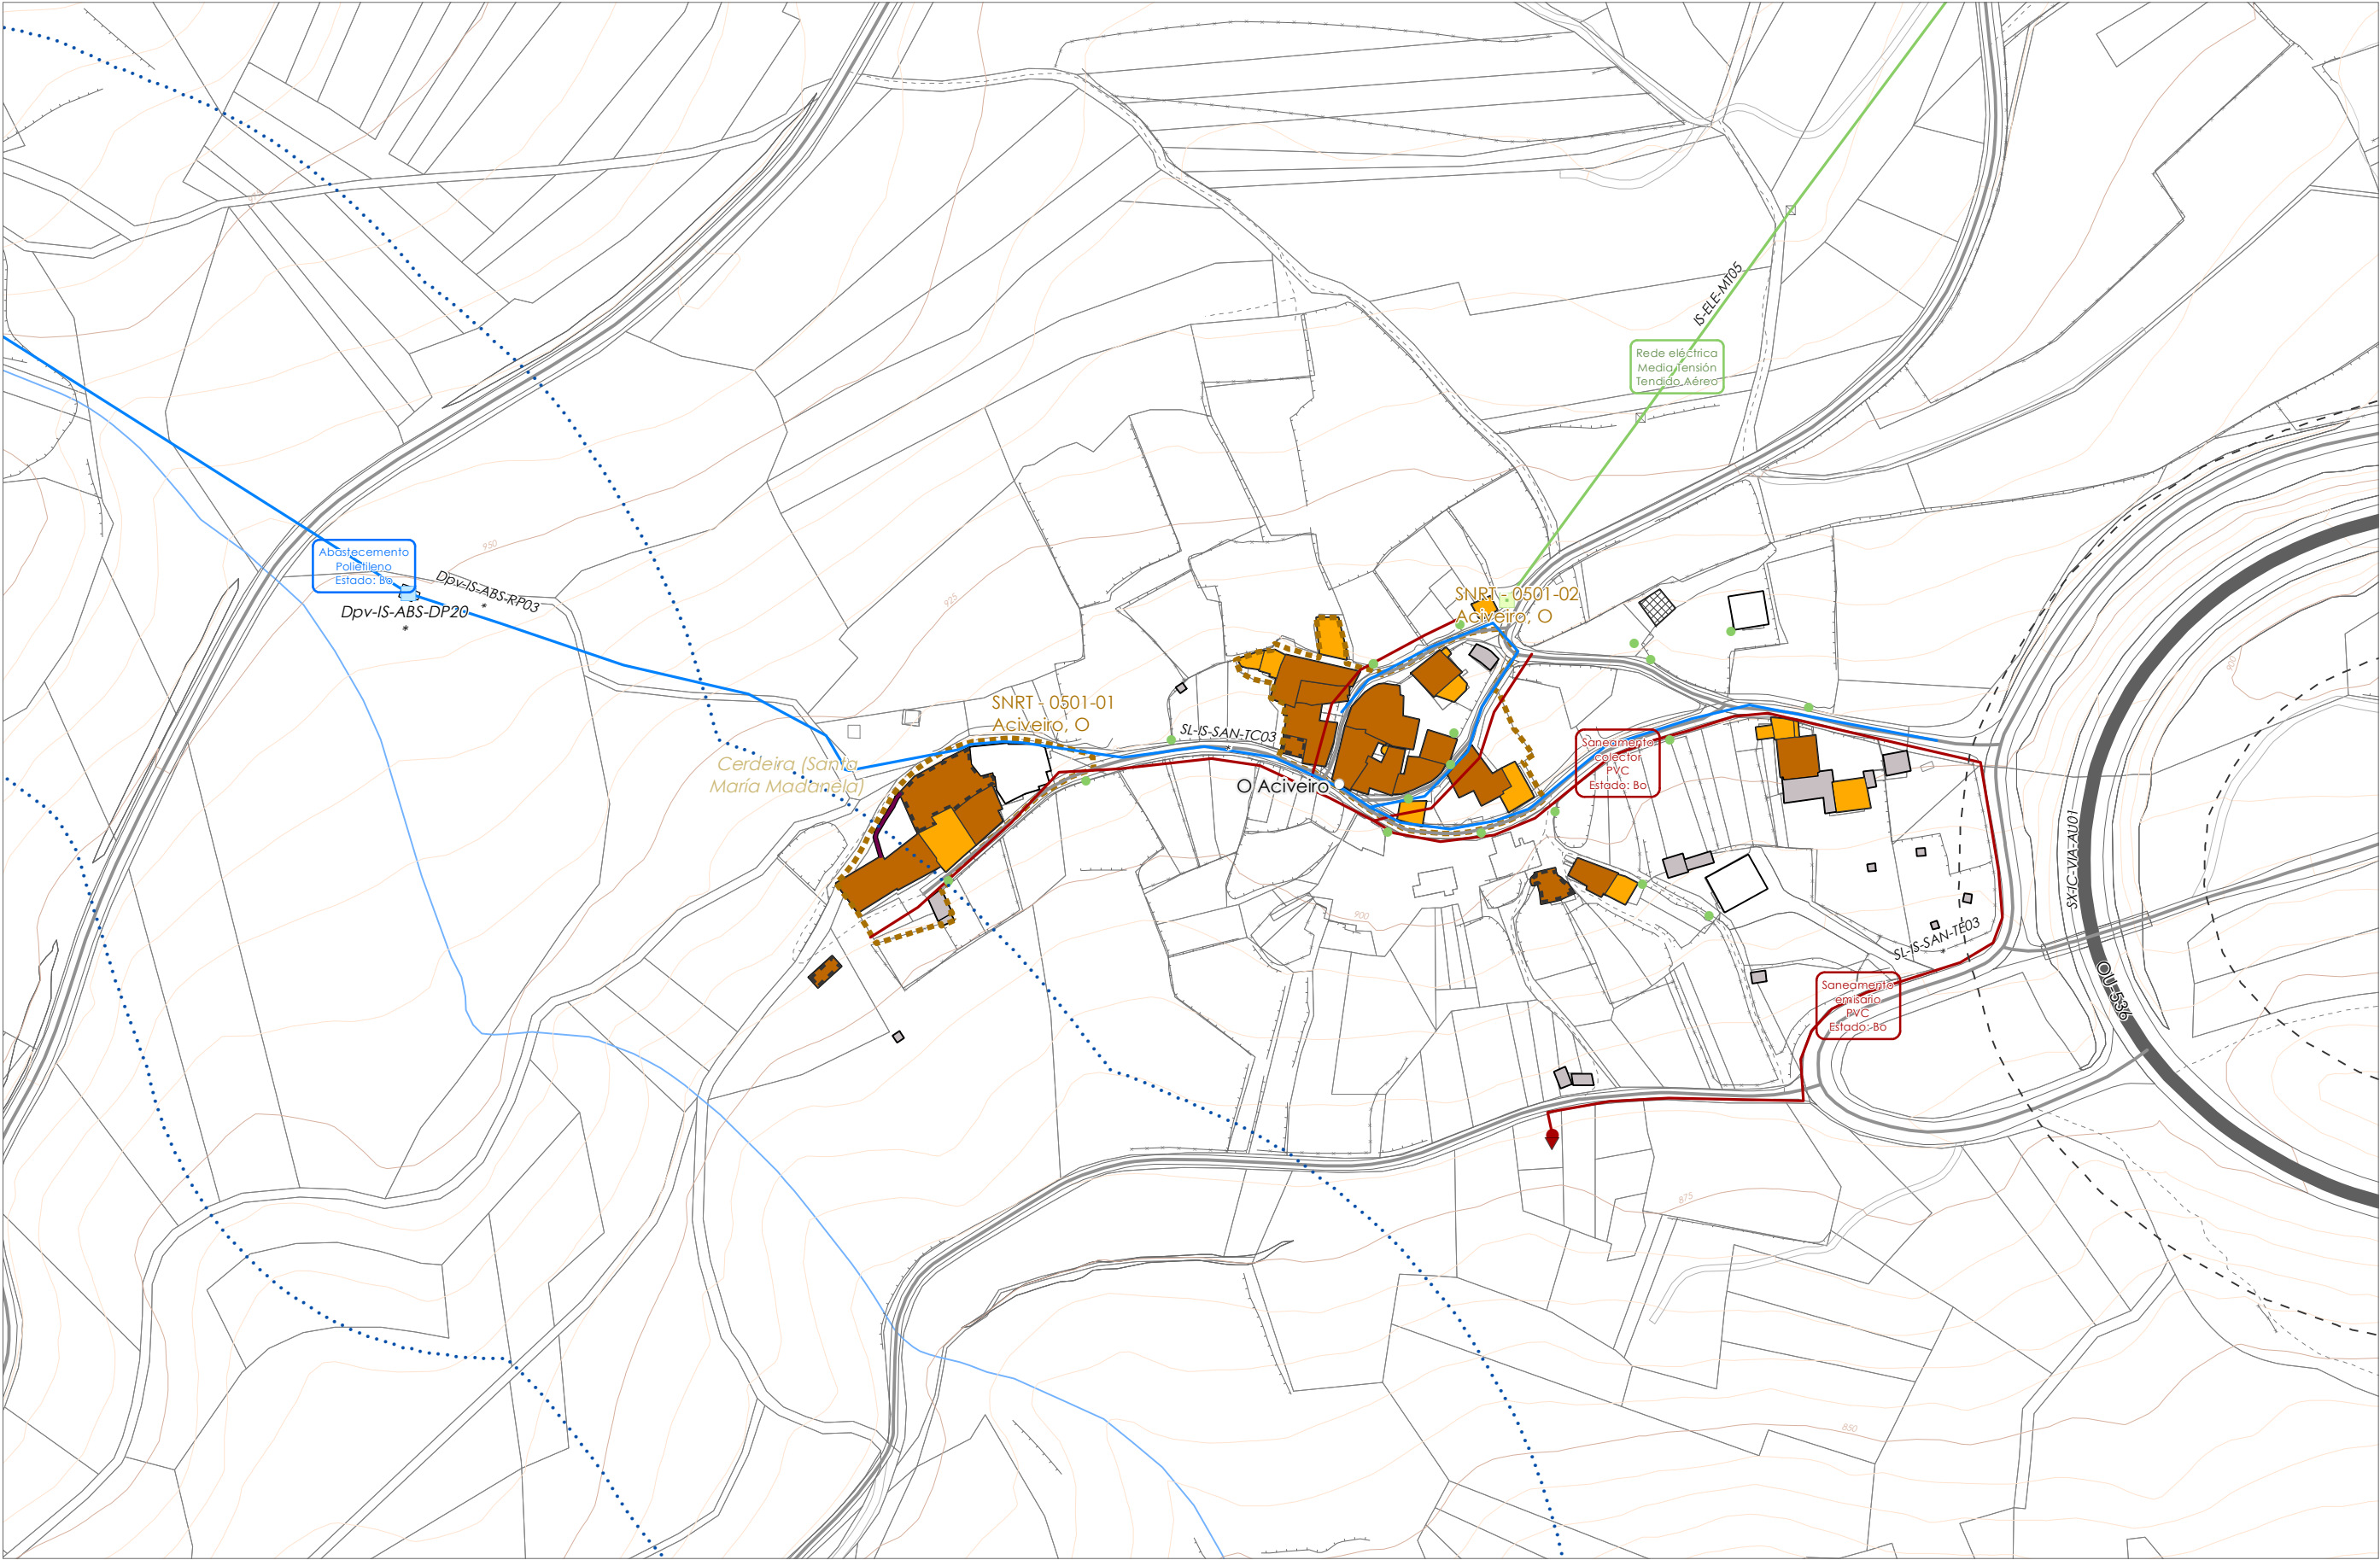 IS-ELE-MT05
Rede eléctrica
Media Tensión
Tendido Aéreo
950
Abastecemento
Polietileno
Estado: Bo
Dpv-IS-ABS-RP03
*
Dpv-IS-ABS-DP20
*
925
SNRT - 0501-02
Aciveiro, O
900
SNRT - 0501-01
Aciveiro, O
SL-IS-SAN-TC03
*
Cerdeira (Santa
María Madanela)
O Aciveiro
Saneamento
colector
PVC
Estado: Bo
SX-IC-VIA-AU01
900
SL-IS-SAN-TE03
*
OU-536
Saneamento
emisario
PVC
Estado: Bo
875
850